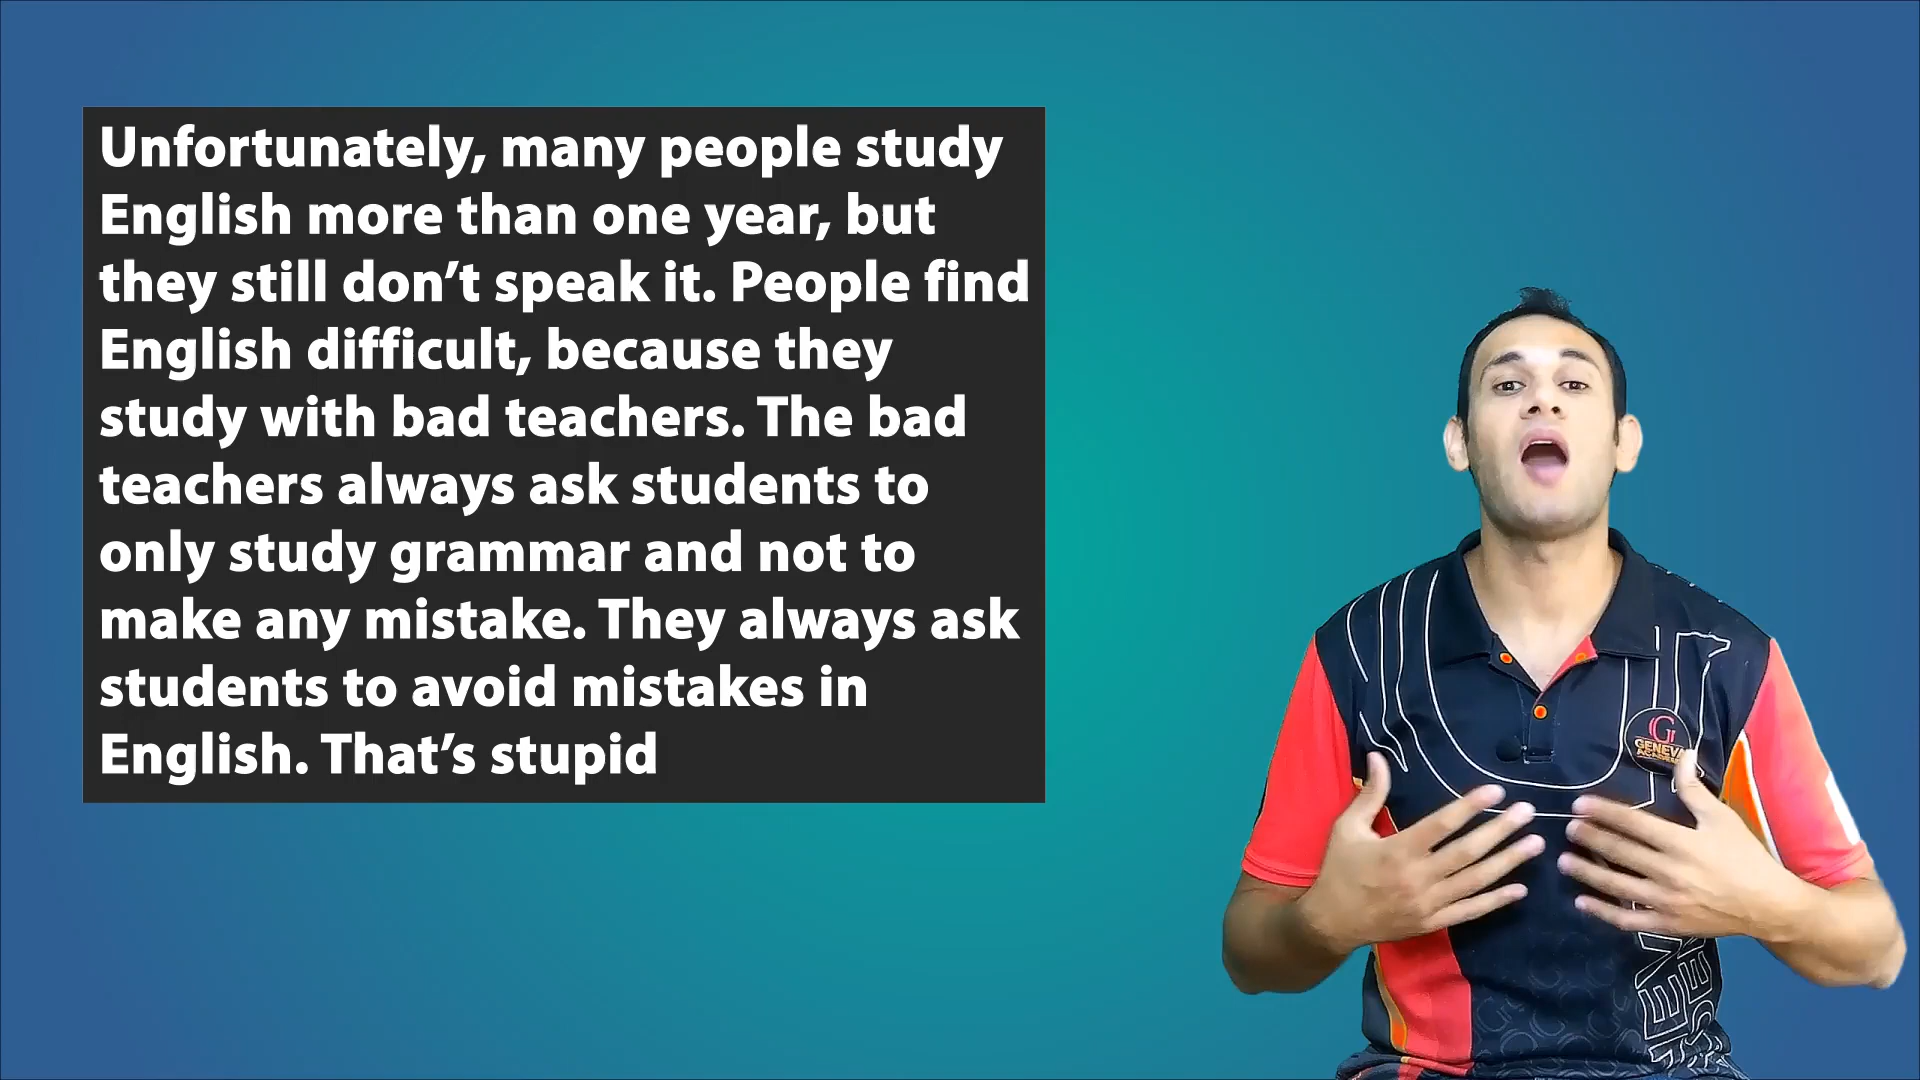 Unfortunately, many people study
English more than one year, but
they still don’t speak it. People find
English difficult, because they
study with bad teachers. The bad
teachers always ask students to
only study grammar and not to
make any mistake. They always ask
students to avoid mistakes in
English. That’s stupid
G
GENEVA